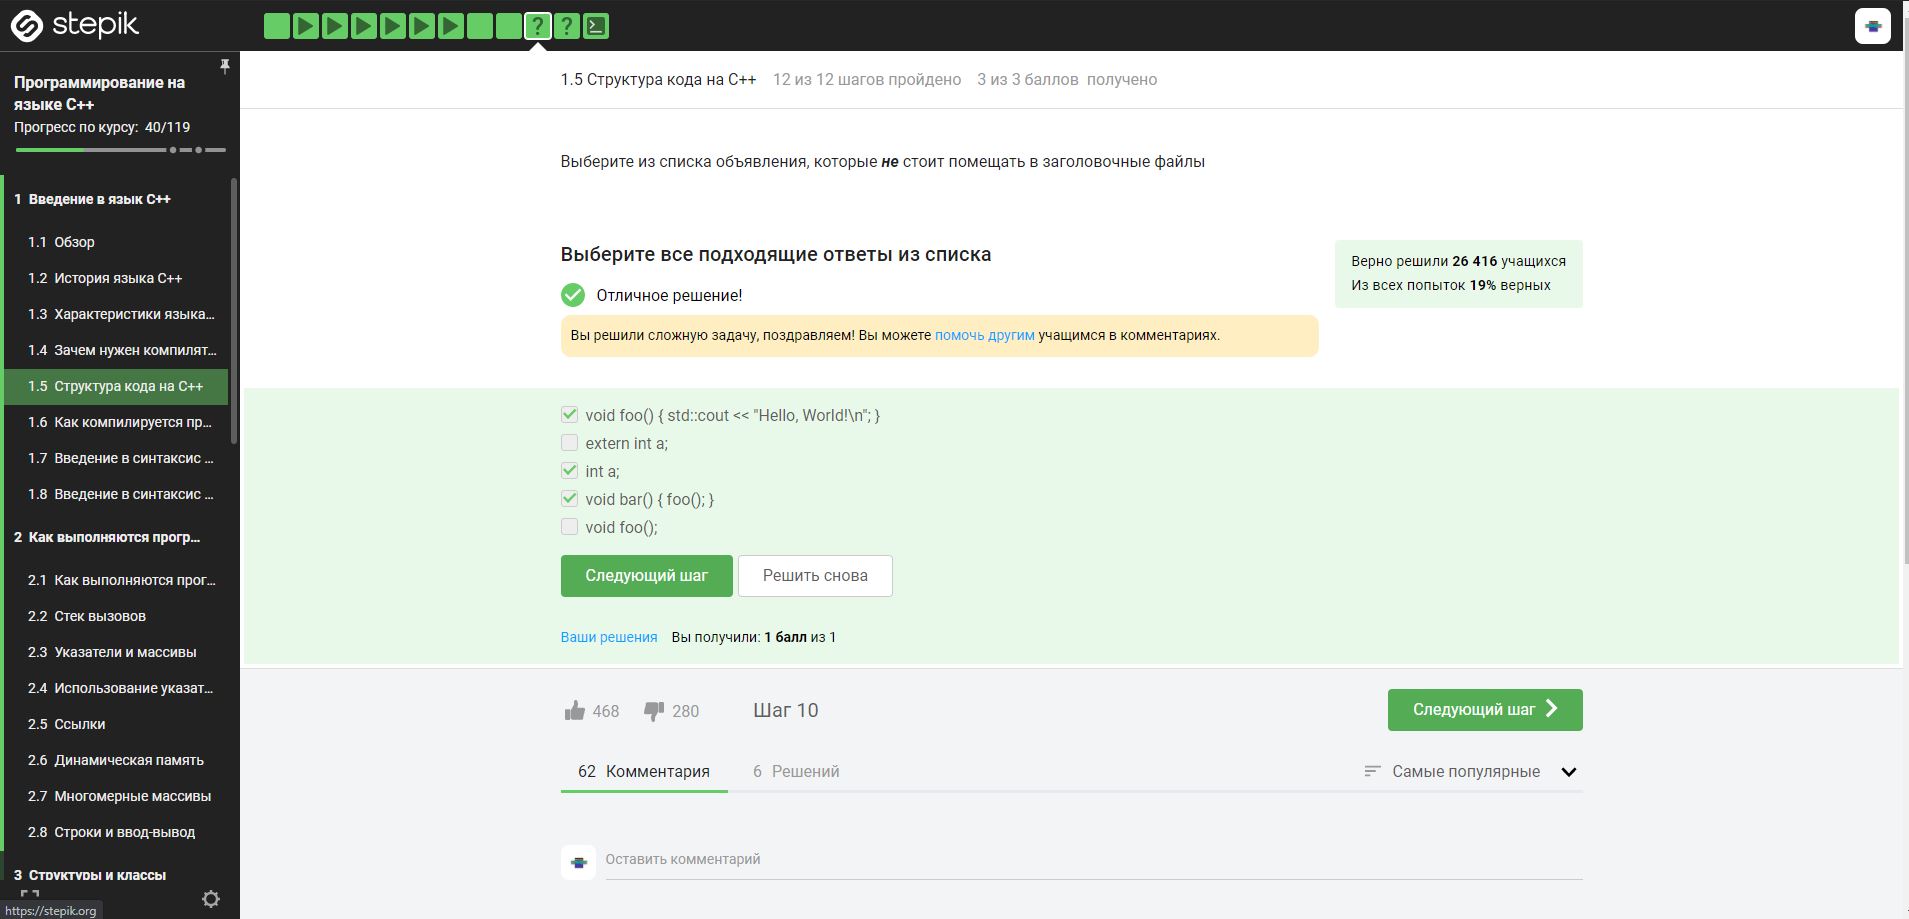 stepik
1.5 Структура кода на C++ 12 из 12 шагов пройдено 3 из 3 баллов получено
Программирование на
языке C++
Прогресс по курсу: 40/119
1 Введение в язык C++
1.1 Обзор
1.2 История языка C++
1.3 Характеристики языка...
1.4 Зачем нужен компилят...
1.5 Структура кода на C++
1.6 Как компилируется пр...
1.7 Введение в синтаксис ...
1.8 Введение в синтаксис ...
2 Как выполняются прогр...
2.1 Как выполняются прог...
2.2 Стек вызовов
2.3 Указатели и массивы
2.4 Использование указат...
2.5 Ссылки
2.6 Динамическая память
2.7 Многомерные массивы
2.8 Строки и ввод-вывод
3 Структуры и классы
https://stepik.org
Выберите из списка объявления, которые не стоит помещать в заголовочные файлы
Выберите все подходящие ответы из списка
Отличное решение!
Вы решили сложную задачу, поздравляем! Вы можете помочь другим учащимся в комментариях.
Верно решили 26 416 учащихся
Из всех попыток 19% верных
void foo() { std::cout << "Hello, World!\n"; }
extern int a;
int a;
void bar() { foo(); }
void foo();
Следующий шаг Решить снова
Ваши решения Вы получили: 1 балл из 1
468 280 Шаг 10 Следующий шаг
62 Комментария 6 Решений Самые популярные
Оставить комментарий